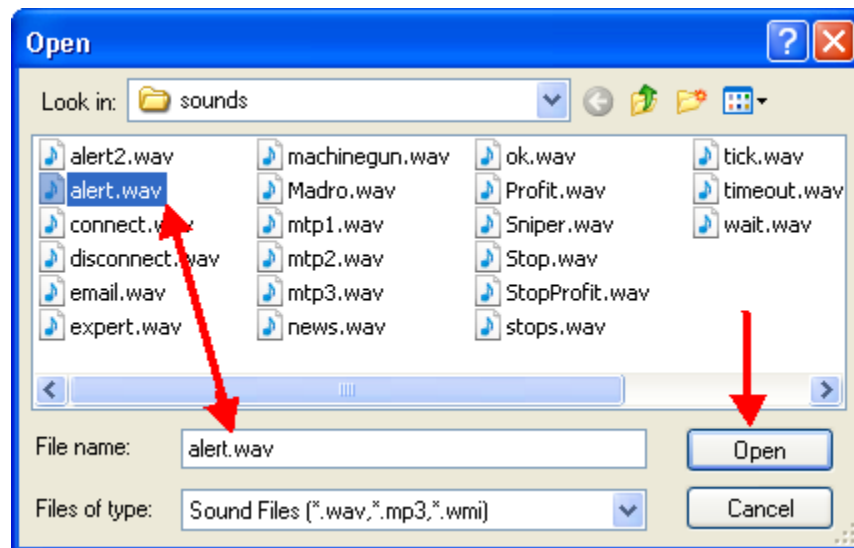 Open
Look in: sounds
alert2.wav machinegun.wav ok.wav tick.wav
alert.wav Madro.wav Profit.wav timeout.wav
connect.wav mtp1.wav Sniper.wav wait.wav
disconnect.wav mtp2.wav Stop.wav
email.wav mtp3.wav StopProfit.wav
expert.wav news.wav stops.wav
File name: alert.wav Open
Files of type: Sound Files (*.wav,*.mp3,*.wmi) Cancel